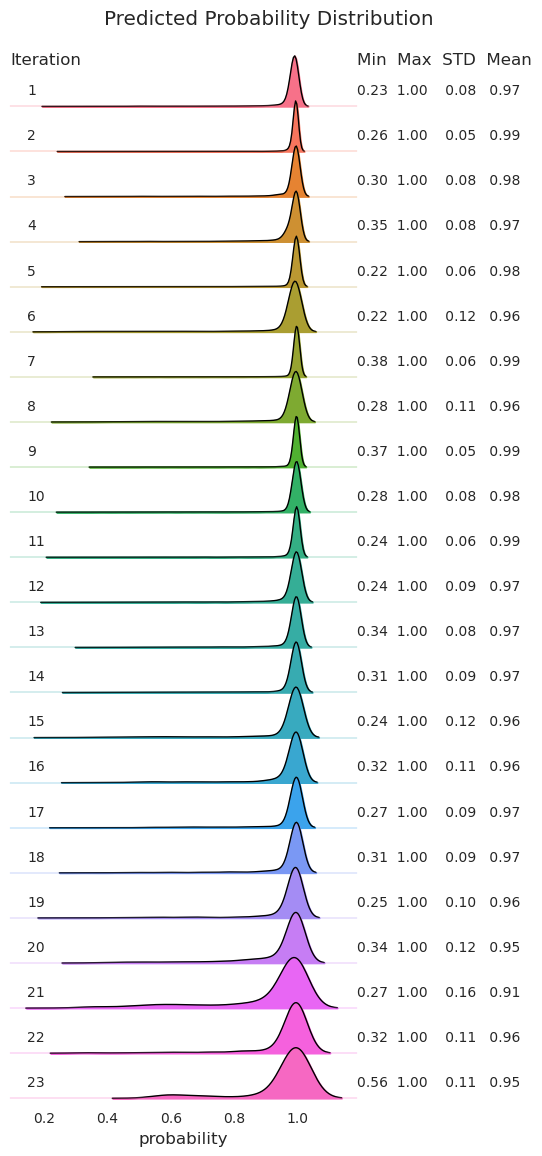 Predicted Probability Distribution
Iteration Min Max STD Mean
1 0.23 1.00 0.08 0.97
2 0.26 1.00 0.05 0.99
3 0.30 1.00 0.08 0.98
4 0.35 1.00 0.08 0.97
5 0.22 1.00 0.06 0.98
6 0.22 1.00 0.12 0.96
7 0.38 1.00 0.06 0.99
8 0.28 1.00 0.11 0.96
9 0.37 1.00 0.05 0.99
10 0.28 1.00 0.08 0.98
11 0.24 1.00 0.06 0.99
12 0.24 1.00 0.09 0.97
13 0.34 1.00 0.08 0.97
14 0.31 1.00 0.09 0.97
15 0.24 1.00 0.12 0.96
16 0.32 1.00 0.11 0.96
17 0.27 1.00 0.09 0.97
18 0.31 1.00 0.09 0.97
19 0.25 1.00 0.10 0.96
20 0.34 1.00 0.12 0.95
21 0.27 1.00 0.16 0.91
22 0.32 1.00 0.11 0.96
23 0.56 1.00 0.11 0.95
0.2 0.4 0.6 0.8 1.0
probability